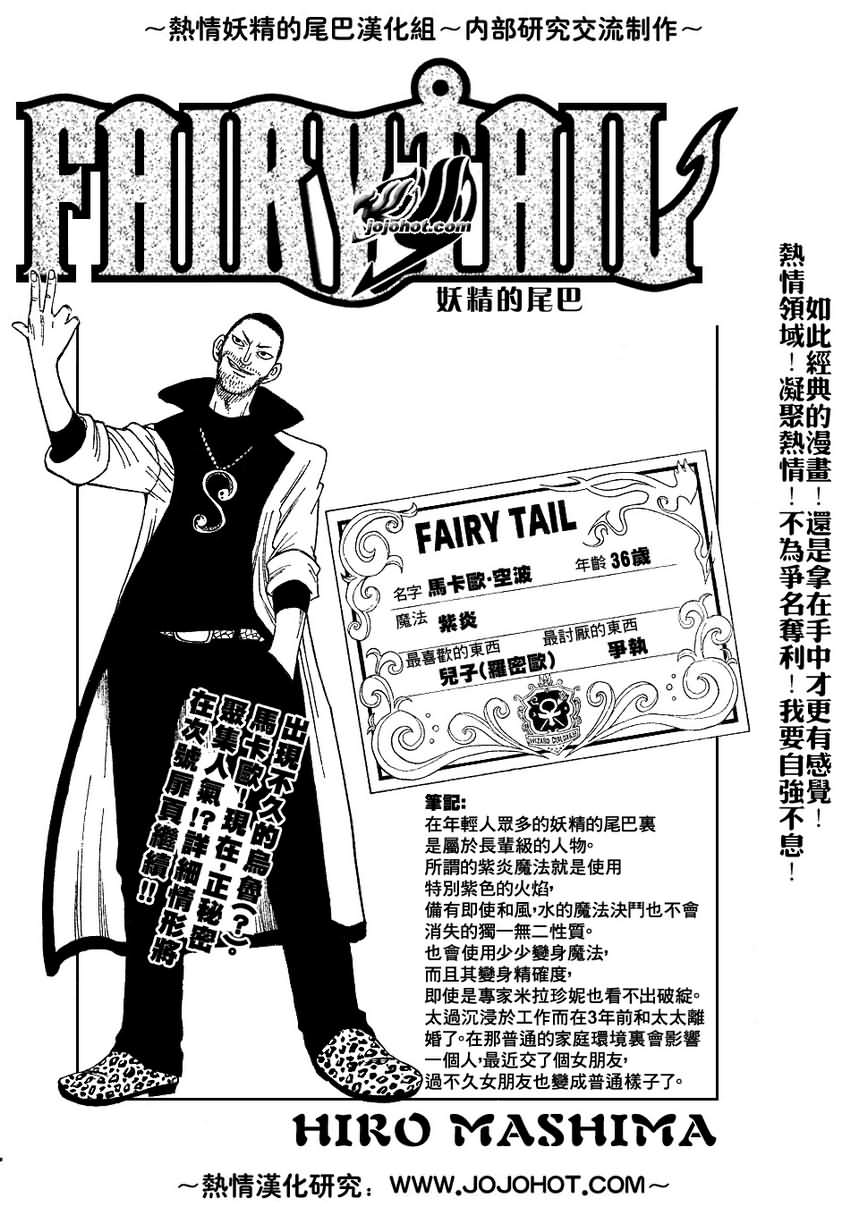 ～熱情妖精的尾巴漢化組～内部研究交流制作～
FAIRY TAIL
jojohot.com
妖精的尾巴
如此經典的漫畫！還是拿在手中才更有感覺！
熱情領域！凝聚熱情！不為爭名奪利！我要自強不息！
FAIRY TAIL
名字 馬卡歐·空波 年齡 36歲
魔法 紫炎
最喜歡的東西 最討厭的東西
兒子(羅密歐) 爭執
出現不久的烏魯(?)。
馬卡歐!現在,正秘密
聚集人氣!?詳細情形將
在次號扉頁繼續!!
筆記:
在年輕人眾多的妖精的尾巴裏
是屬於長輩級的人物。
所謂的紫炎魔法就是使用
特別紫色的火焰,
備有即使和風,水的魔法決鬥也不會
消失的獨一無二性質。
也會使用少少變身魔法,
而且其變身精確度,
即使是專家米拉珍妮也看不出破綻。
太過沉浸於工作而在3年前和太太離
婚了。在那普通的家庭環境裏會影響
一個人,最近交了個女朋友,
過不久女朋友也變成普通樣子了。
HIRO MASHIMA
～熱情漢化研究：WWW.JOJOHOT.COM～